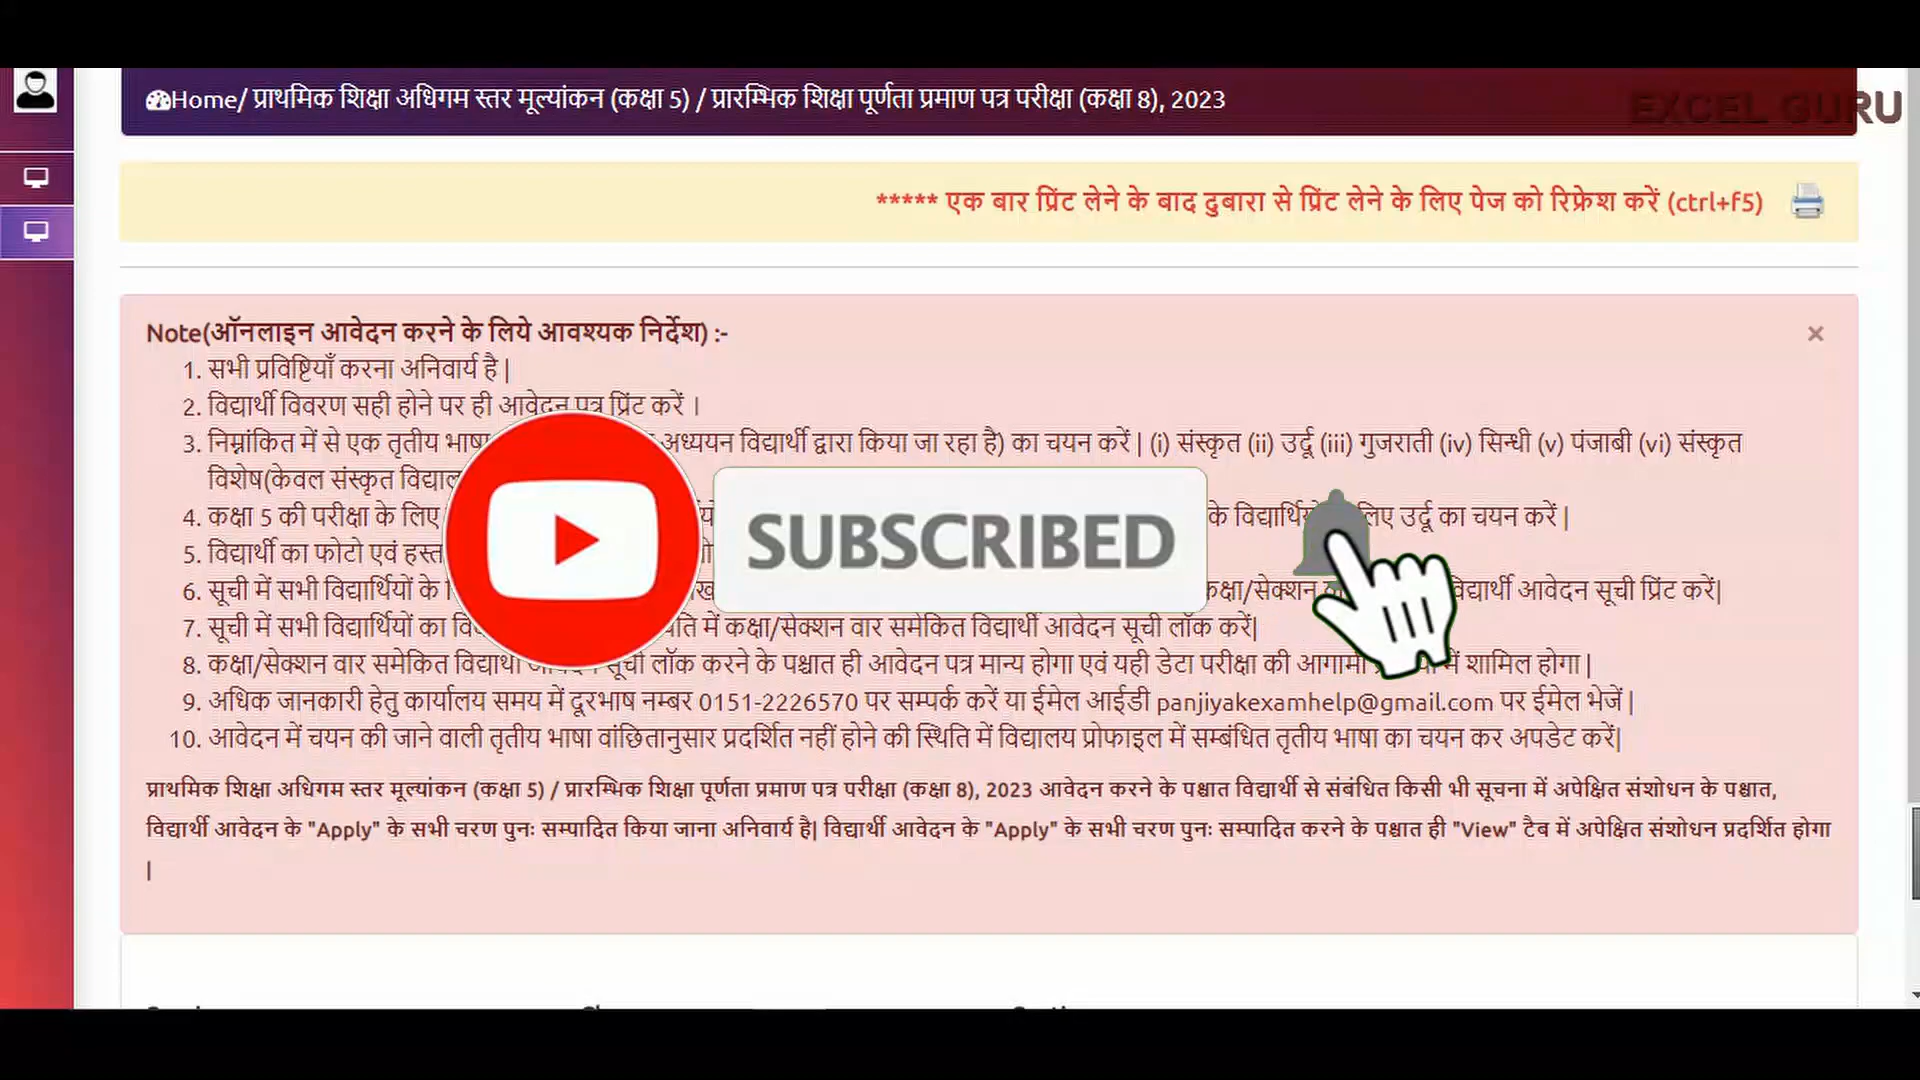 Home/ प्राथमिक शिक्षा अधिगम स्तर मूल्यांकन (कक्षा 5) / प्रारम्भिक शिक्षा पूर्णता प्रमाण पत्र परीक्षा (कक्षा 8), 2023
EXCEL GURU
***** एक बार प्रिंट लेने के बाद दुबारा से प्रिंट लेने के लिए पेज को रिफ्रेश करें (ctrl+f5)
Note(ऑनलाइन आवेदन करने के लिये आवश्यक निर्देश) :-
×
1. सभी प्रविष्टियाँ करना अनिवार्य है |
2. विद्यार्थी विवरण सही होने पर ही आवेदन पत्र प्रिंट करें ।
3. निम्नांकित में से एक तृतीय भाषा अध्ययन विद्यार्थी द्वारा किया जा रहा है) का चयन करें | (i) संस्कृत (ii) उर्दू (iii) गुजराती (iv) सिन्धी (v) पंजाबी (vi) संस्कृत
विशेष(केवल संस्कृत
4. कक्षा 5 की परीक्षा के लिए के लिए उर्दू का चयन करें |
5. विद्यार्थी का फोटो एवं
6. सूची में सभी विद्यार्थियों के कक्षा/सेक्शन विद्यार्थी आवेदन सूची प्रिंट करें|
7. सूची में सभी विद्यार्थियों का में कक्षा/सेक्शन वार समेकित विद्यार्थी आवेदन सूची लॉक करें|
8. कक्षा/सेक्शन वार समेकित विद्यार्थी आवेदन सूची लॉक करने के पश्चात ही आवेदन पत्र मान्य होगा एवं यही डेटा परीक्षा की आगामी में शामिल होगा |
9. अधिक जानकारी हेतु कार्यालय समय में दूरभाष नम्बर 0151-2226570 पर सम्पर्क करें या ईमेल आईडी panjiyakexamhelp@gmail.com पर ईमेल भेजें |
10. आवेदन में चयन की जाने वाली तृतीय भाषा वांछितानुसार प्रदर्शित नहीं होने की स्थिति में विद्यालय प्रोफाइल में सम्बंधित तृतीय भाषा का चयन कर अपडेट करें|
प्राथमिक शिक्षा अधिगम स्तर मूल्यांकन (कक्षा 5) / प्रारम्भिक शिक्षा पूर्णता प्रमाण पत्र परीक्षा (कक्षा 8), 2023 आवेदन करने के पश्चात विद्यार्थी से संबंधित किसी भी सूचना में अपेक्षित संशोधन के पश्चात,
विद्यार्थी आवेदन के "Apply" के सभी चरण पुनः सम्पादित किया जाना अनिवार्य है| विद्यार्थी आवेदन के "Apply" के सभी चरण पुनः सम्पादित करने के पश्चात ही "View" टैब में अपेक्षित संशोधन प्रदर्शित होगा
|
SUBSCRIBED